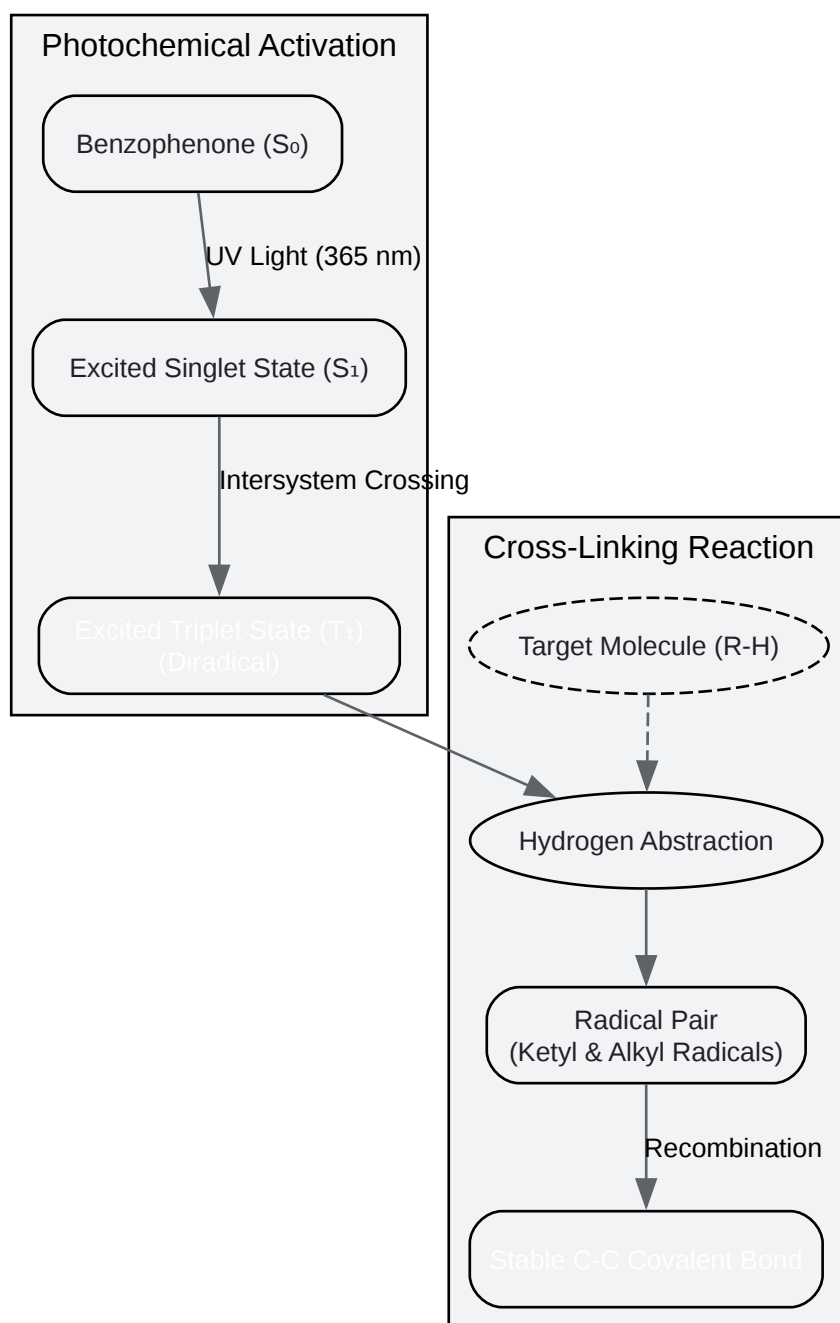 Photochemical Activation
Benzophenone (S₀)
UV Light (365 nm)
Excited Singlet State (S₁)
Intersystem Crossing
Excited Triplet State (T₁)
(Diradical)
Cross-Linking Reaction
Target Molecule (R-H)
Hydrogen Abstraction
Radical Pair
(Ketyl & Alkyl Radicals)
Recombination
Stable C-C Covalent Bond